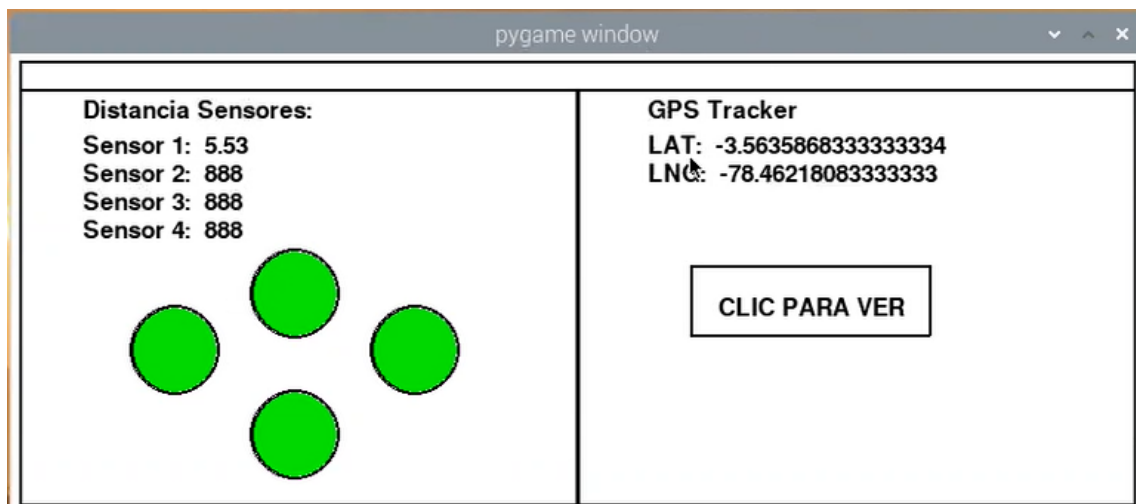 pygame window
Distancia Sensores:
Sensor 1: 5.53
Sensor 2: 888
Sensor 3: 888
Sensor 4: 888
GPS Tracker
LAT: -3.5635868333333334
LNG: -78.46218083333333
CLIC PARA VER